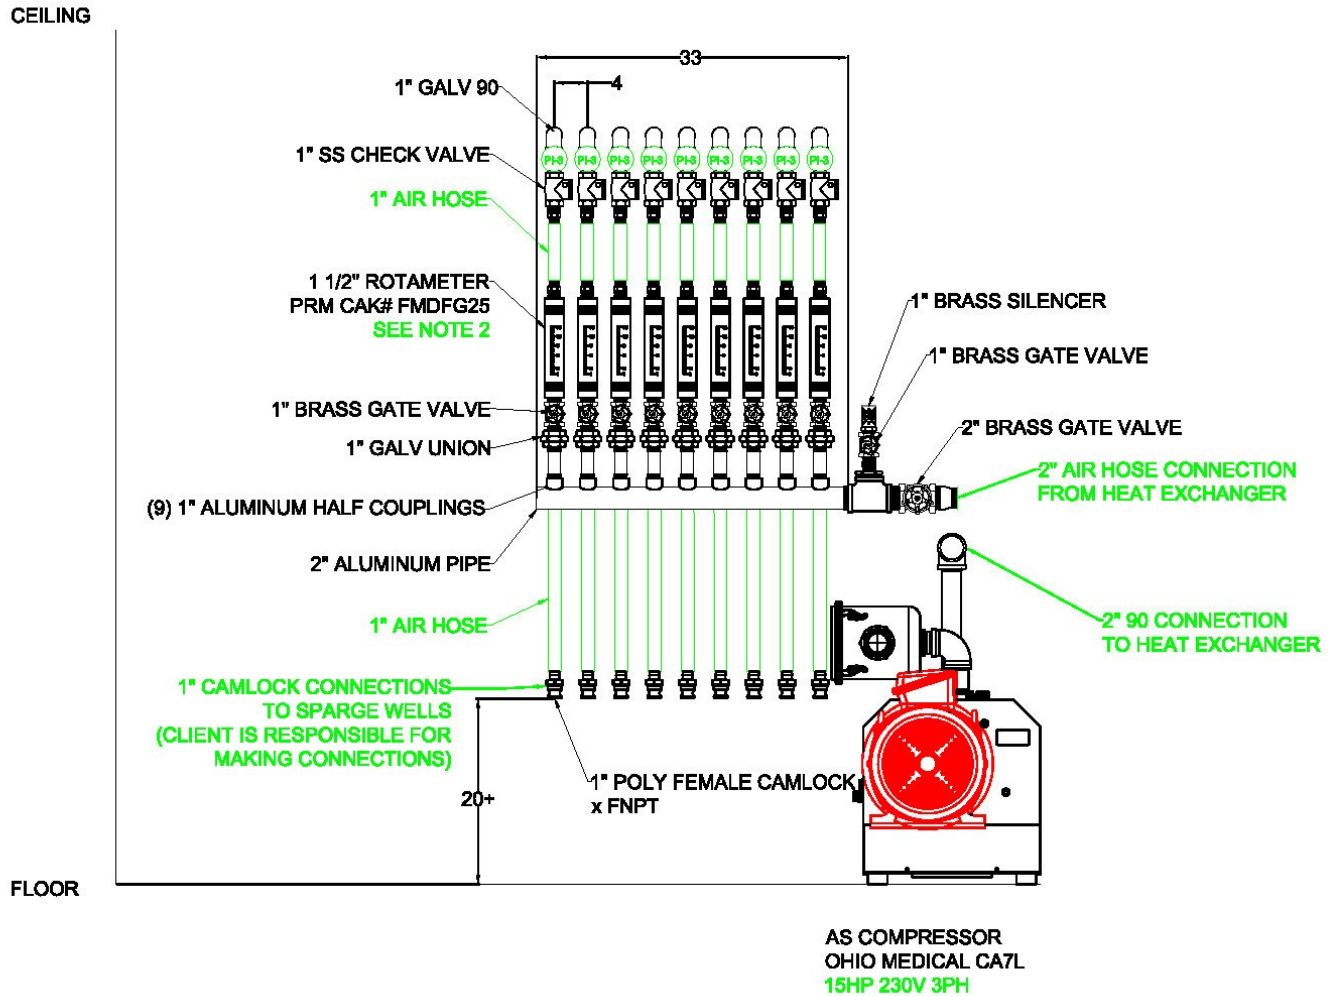 CEILING
33
4
1" GALV 90
1" SS CHECK VALVE
PI-3 PI-3 PI-3 PI-3 PI-3 PI-3 PI-3 PI-3 PI-3
1" AIR HOSE
1 1/2" ROTAMETER
PRM CAK# FMDFG25
SEE NOTE 2
1" BRASS SILENCER
1" BRASS GATE VALVE
1" BRASS GATE VALVE
2" BRASS GATE VALVE
1" GALV UNION
2" AIR HOSE CONNECTION
FROM HEAT EXCHANGER
(9) 1" ALUMINUM HALF COUPLINGS
2" ALUMINUM PIPE
1" AIR HOSE
2" 90 CONNECTION
TO HEAT EXCHANGER
1" CAMLOCK CONNECTIONS
TO SPARGE WELLS
(CLIENT IS RESPONSIBLE FOR
MAKING CONNECTIONS)
1" POLY FEMALE CAMLOCK
x FNPT
20+
FLOOR
AS COMPRESSOR
OHIO MEDICAL CA7L
15HP 230V 3PH